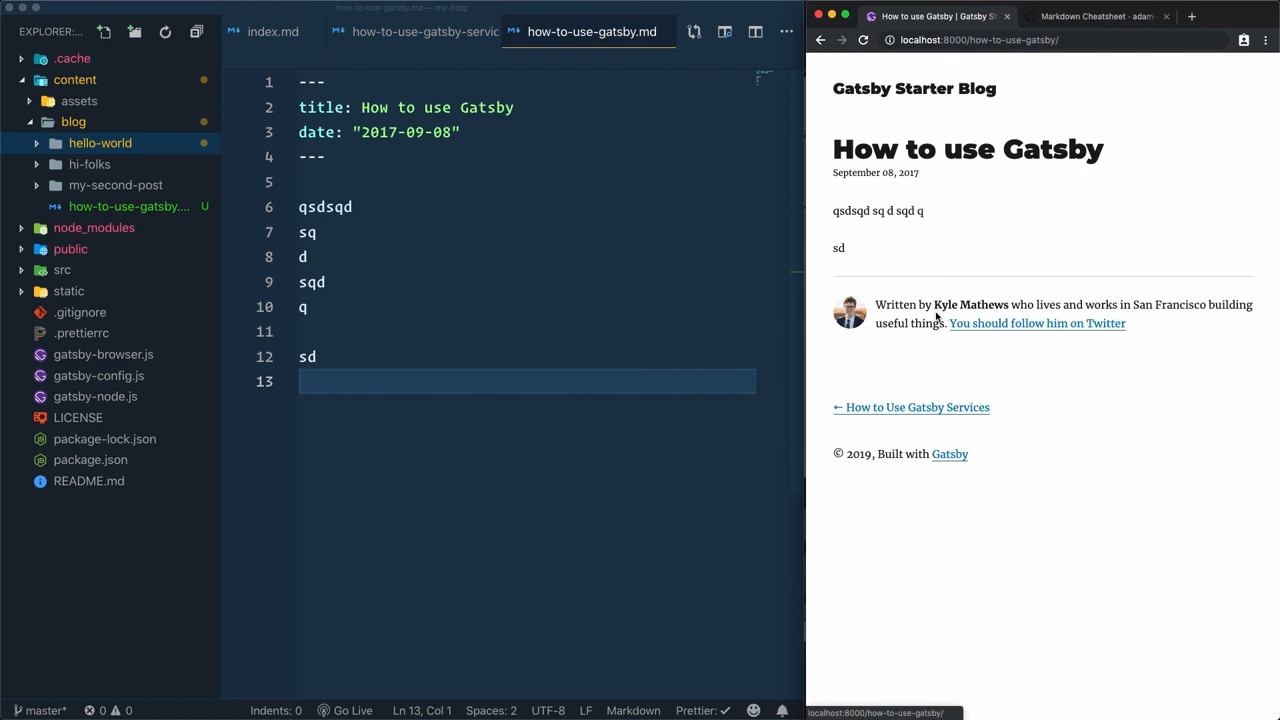 how-to-use-gatsby.md — my-blog
EXPLORER:...
index.md
how-to-use-gatsby-servic
how-to-use-gatsby.md
.cache
content
assets
blog
hello-world
hi-folks
my-second-post
how-to-use-gatsby.... U
node_modules
public
src
static
.gitignore
.prettierrc
gatsby-browser.js
gatsby-config.js
gatsby-node.js
LICENSE
package-lock.json
package.json
README.md
1 ---
2 title: How to use Gatsby
3 date: "2017-09-08"
4 ---
5
6 qsdsqd
7 sq
8 d
9 sqd
10 q
11
12 sd
13
master* 0 0 Indents: 0 Go Live Ln 13, Col 1 Spaces: 2 UTF-8 LF Markdown Prettier: ✓
How to use Gatsby | Gatsby St
Markdown Cheatsheet · adam-
localhost:8000/how-to-use-gatsby/
Gatsby Starter Blog
How to use Gatsby
September 08, 2017
qsdsqd sq d sqd q
sd
Written by Kyle Mathews who lives and works in San Francisco building
useful things. You should follow him on Twitter
← How to Use Gatsby Services
© 2019, Built with Gatsby
localhost:8000/how-to-use-gatsby/